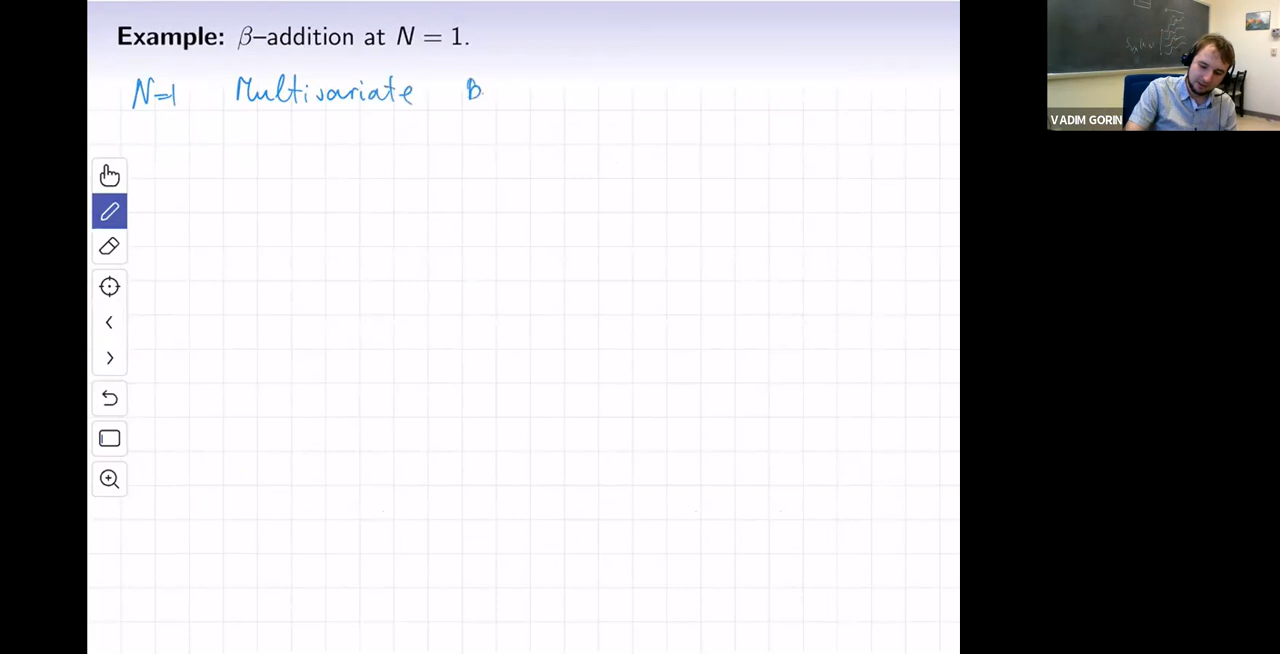 Example: β–addition at N = 1.
N=1 Multivariate B
VADIM GORIN